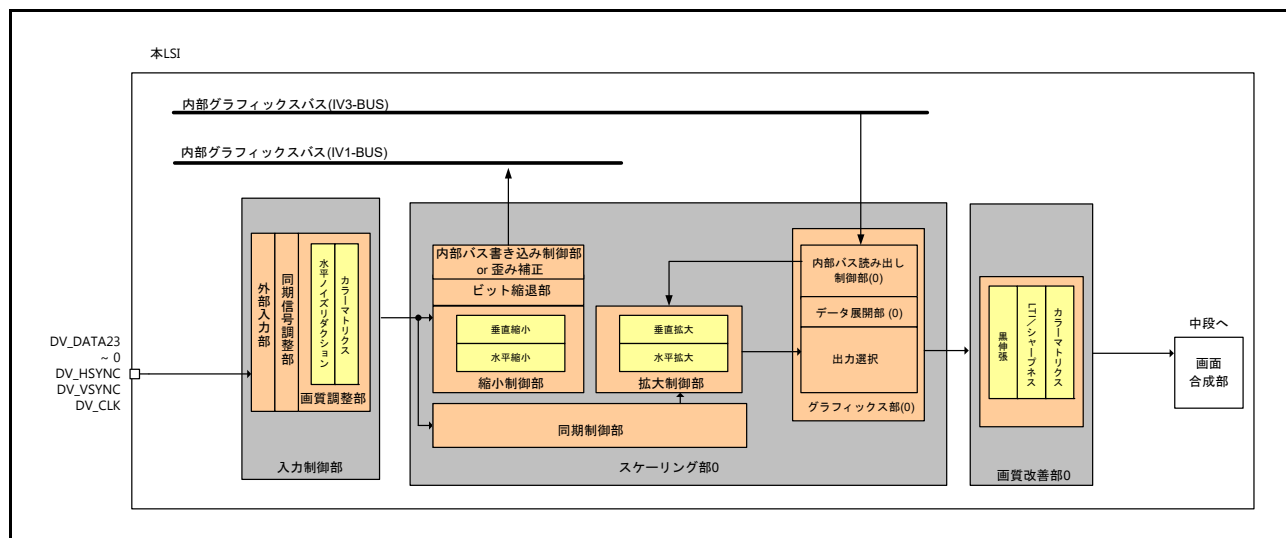 本LSI
内部グラフィックスバス(IV3-BUS)
内部グラフィックスバス(IV1-BUS)
DV_DATA23
~ 0
DV_HSYNC
DV_VSYNC
DV_CLK
外部入力部
同期信号調整部
水平ノイズリダクション
カラーマトリクス
画質調整部
入力制御部
内部バス書き込み制御部
or 歪み補正
ビット縮退部
垂直縮小
水平縮小
縮小制御部
垂直拡大
水平拡大
拡大制御部
同期制御部
内部バス読み出し
制御部(0)
データ展開部 (0)
出力選択
グラフィックス部(0)
スケーリング部0
黒伸張
LTI/シャープネス
カラーマトリクス
画質改善部0
中段へ
画面
合成部